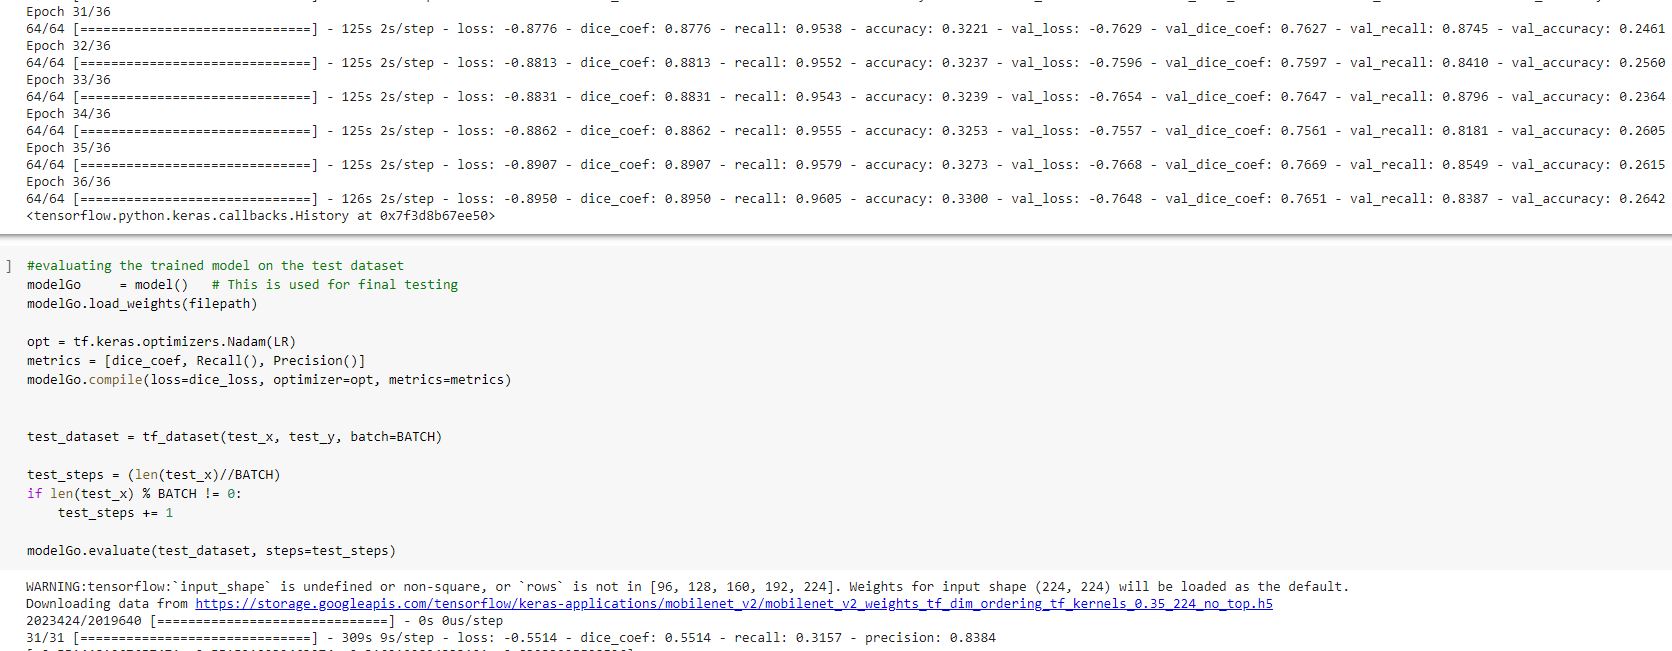 Epoch 31/36
64/64 [==============================] - 125s 2s/step - loss: -0.8776 - dice_coef: 0.8776 - recall: 0.9538 - accuracy: 0.3221 - val_loss: -0.7629 - val_dice_coef: 0.7627 - val_recall: 0.8745 - val_accuracy: 0.2461
Epoch 32/36
64/64 [==============================] - 125s 2s/step - loss: -0.8813 - dice_coef: 0.8813 - recall: 0.9552 - accuracy: 0.3237 - val_loss: -0.7596 - val_dice_coef: 0.7597 - val_recall: 0.8410 - val_accuracy: 0.2560
Epoch 33/36
64/64 [==============================] - 125s 2s/step - loss: -0.8831 - dice_coef: 0.8831 - recall: 0.9543 - accuracy: 0.3239 - val_loss: -0.7654 - val_dice_coef: 0.7647 - val_recall: 0.8796 - val_accuracy: 0.2364
Epoch 34/36
64/64 [==============================] - 125s 2s/step - loss: -0.8862 - dice_coef: 0.8862 - recall: 0.9555 - accuracy: 0.3253 - val_loss: -0.7557 - val_dice_coef: 0.7561 - val_recall: 0.8181 - val_accuracy: 0.2605
Epoch 35/36
64/64 [==============================] - 125s 2s/step - loss: -0.8907 - dice_coef: 0.8907 - recall: 0.9579 - accuracy: 0.3273 - val_loss: -0.7668 - val_dice_coef: 0.7669 - val_recall: 0.8549 - val_accuracy: 0.2615
Epoch 36/36
64/64 [==============================] - 126s 2s/step - loss: -0.8950 - dice_coef: 0.8950 - recall: 0.9605 - accuracy: 0.3300 - val_loss: -0.7648 - val_dice_coef: 0.7651 - val_recall: 0.8387 - val_accuracy: 0.2642
<tensorflow.python.keras.callbacks.History at 0x7f3d8b67ee50>
] #evaluating the trained model on the test dataset
modelGo     = model()   # This is used for final testing
modelGo.load_weights(filepath)
opt = tf.keras.optimizers.Nadam(LR)
metrics = [dice_coef, Recall(), Precision()]
modelGo.compile(loss=dice_loss, optimizer=opt, metrics=metrics)
test_dataset = tf_dataset(test_x, test_y, batch=BATCH)
test_steps = (len(test_x)//BATCH)
if len(test_x) % BATCH != 0:
    test_steps += 1
modelGo.evaluate(test_dataset, steps=test_steps)
WARNING:tensorflow:`input_shape` is undefined or non-square, or `rows` is not in [96, 128, 160, 192, 224]. Weights for input shape (224, 224) will be loaded as the default.
Downloading data from https://storage.googleapis.com/tensorflow/keras-applications/mobilenet_v2/mobilenet_v2_weights_tf_dim_ordering_tf_kernels_0.35_224_no_top.h5
2023424/2019640 [==============================] - 0s 0us/step
31/31 [==============================] - 309s 9s/step - loss: -0.5514 - dice_coef: 0.5514 - recall: 0.3157 - precision: 0.8384